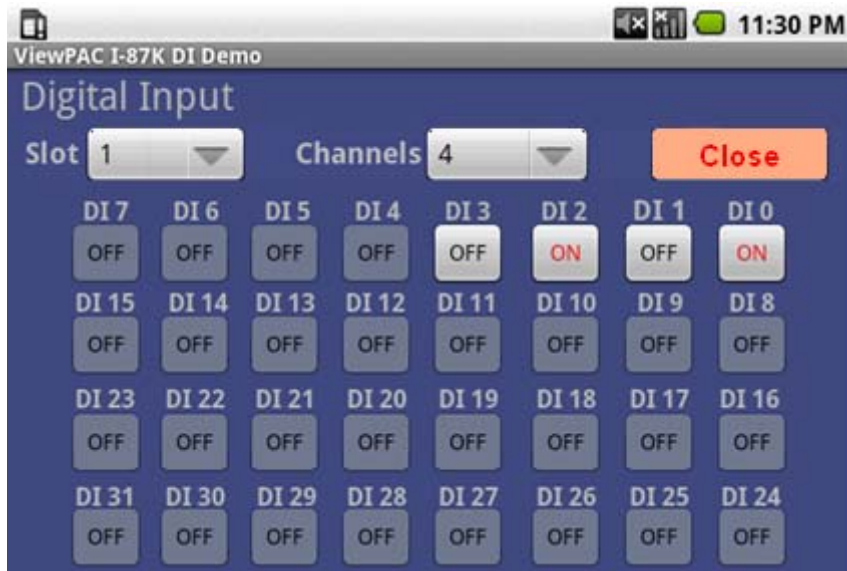 11:30 PM
ViewPAC I-87K DI Demo
Digital Input
Slot 1 Channels 4 Close
DI 7 DI 6 DI 5 DI 4 DI 3 DI 2 DI 1 DI 0
OFF OFF OFF OFF OFF ON OFF ON
DI 15 DI 14 DI 13 DI 12 DI 11 DI 10 DI 9 DI 8
OFF OFF OFF OFF OFF OFF OFF OFF
DI 23 DI 22 DI 21 DI 20 DI 19 DI 18 DI 17 DI 16
OFF OFF OFF OFF OFF OFF OFF OFF
DI 31 DI 30 DI 29 DI 28 DI 27 DI 26 DI 25 DI 24
OFF OFF OFF OFF OFF OFF OFF OFF